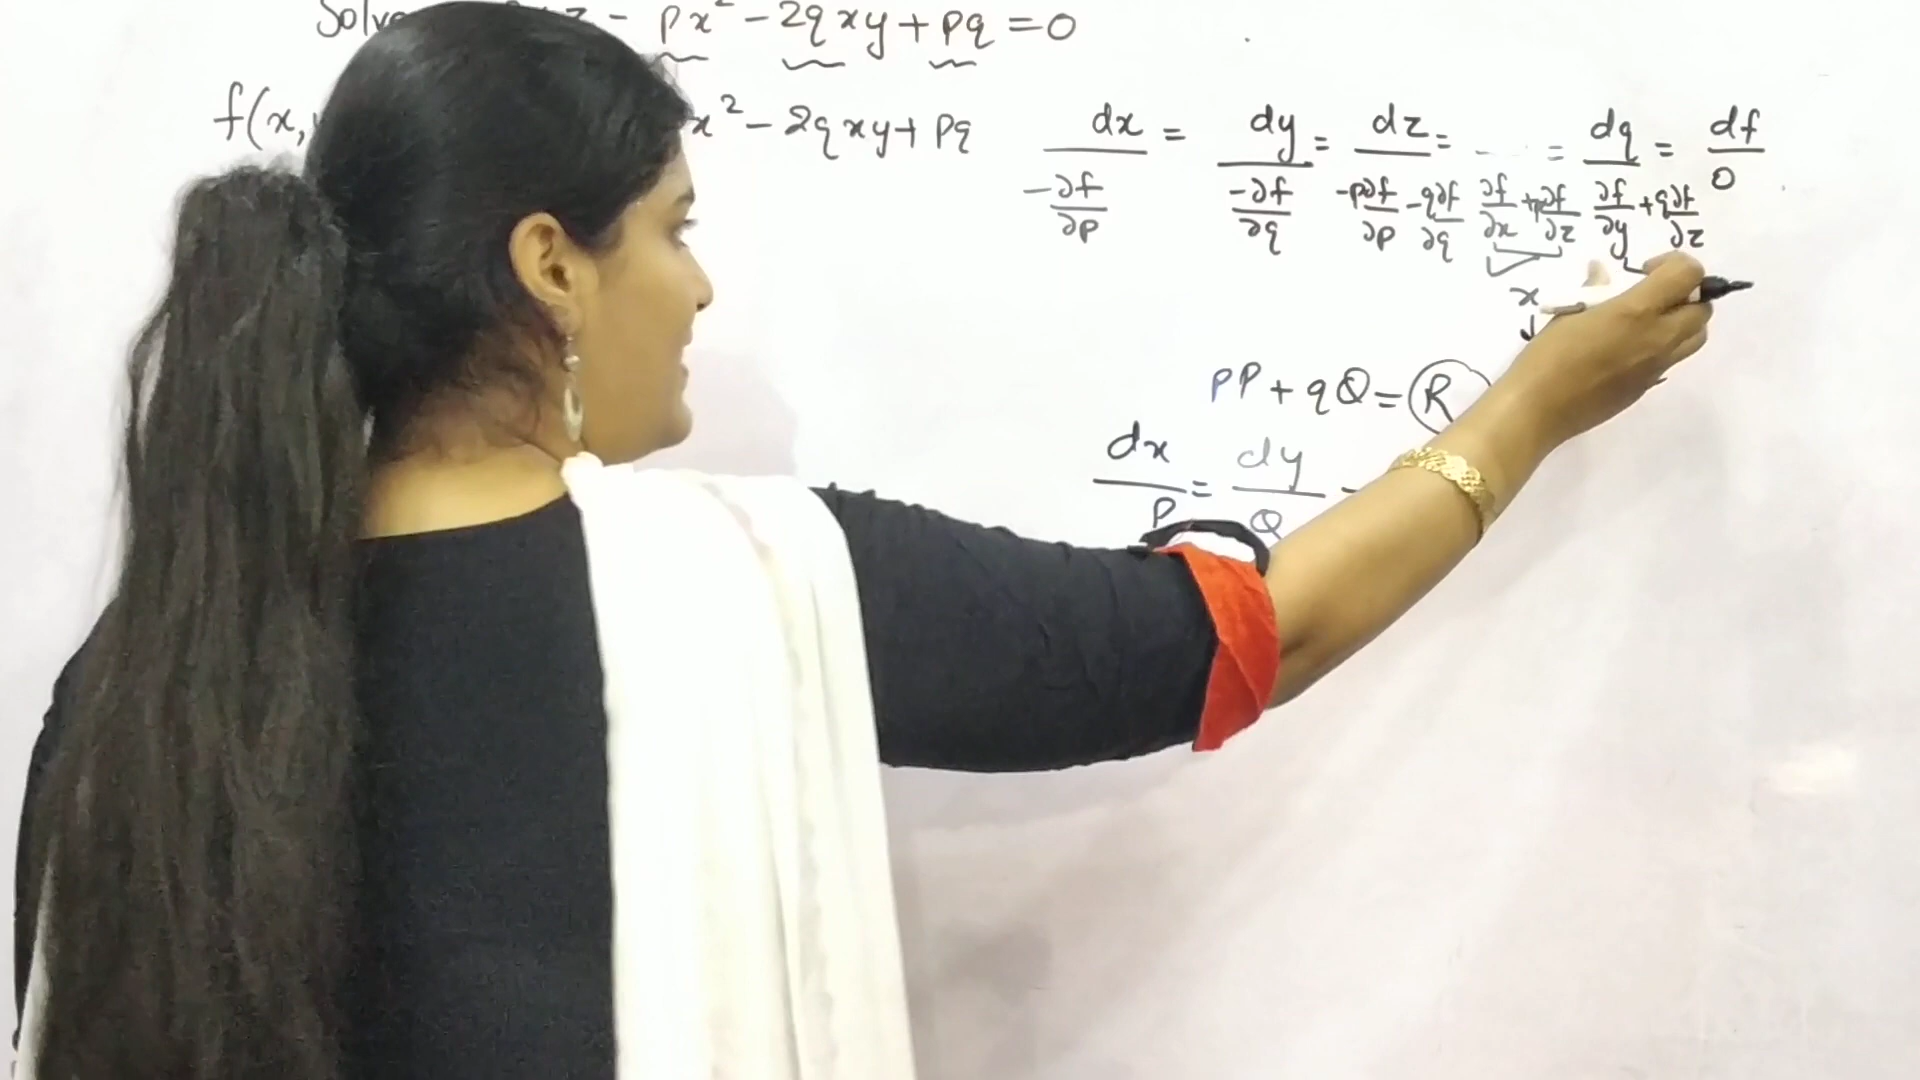 Solve z - px² - 2qxy + pq = 0
f(x, x² - 2qxy + pq
dx/(-∂f/∂p) = dy/(-∂f/∂q) = dz/(-p∂f/∂p - q∂f/∂q) = ---/(∂f/∂x + p∂f/∂z) = dq/(∂f/∂y + q∂f/∂z) = df/0
x
↓
pP + qQ = R
dx/P = dy/Q =